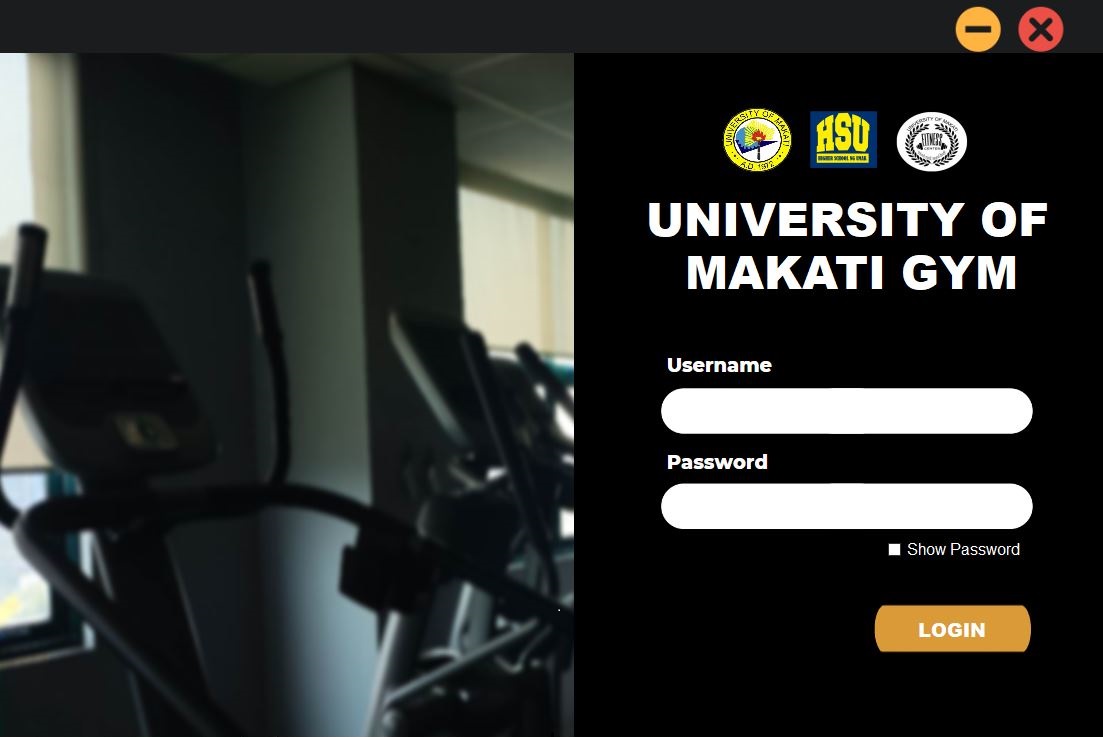 UNIVERSITY OF MAKATI
A.D. 1972
HSU
HIGHER SCHOOL NG UMAK
UNIVERSITY OF MAKATI
FITNESS
CENTER
UNIVERSITY OF
MAKATI GYM
Username
Password
Show Password
LOGIN